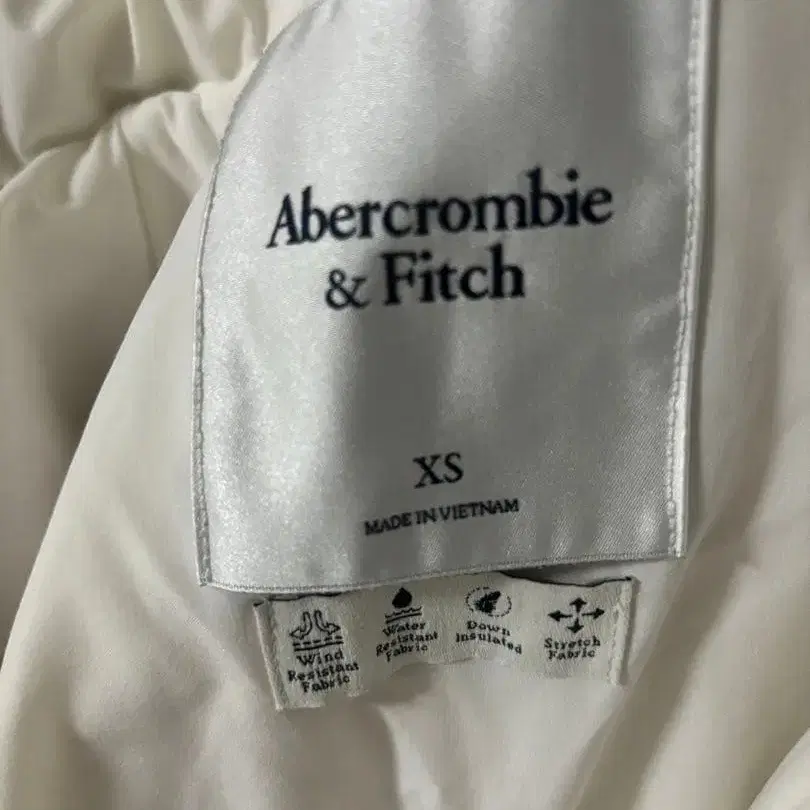 Abercrombie
& Fitch
XS
MADE IN VIETNAM
Wind
Resistant
Fabric
Water
Resistant
Fabric
Down
Insulated
Stretch
Fabric